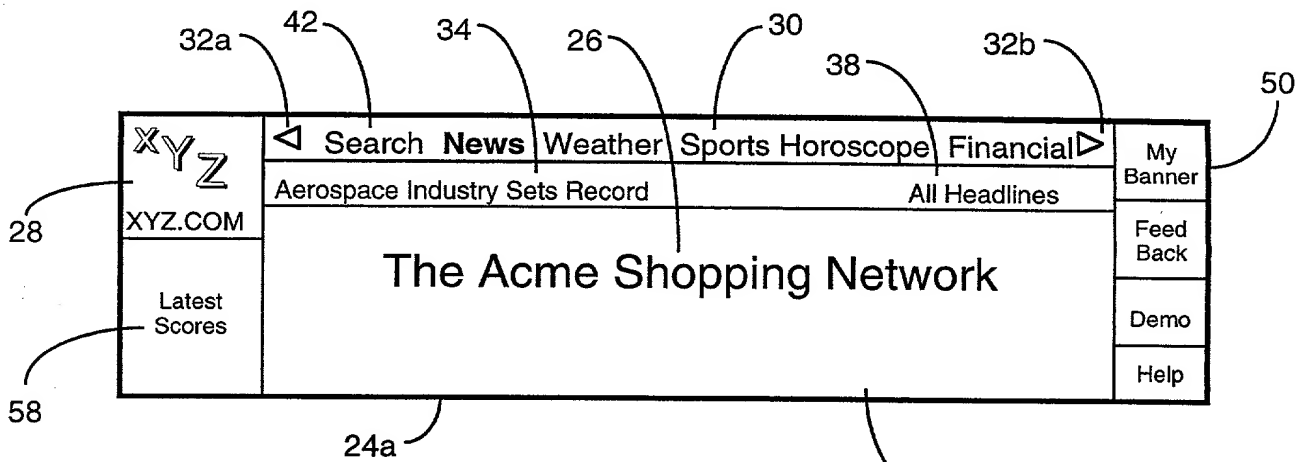 42
34
26
30
32a
38
32b
50
XYZ
◁ Search News Weather Sports Horoscope Financial ▷
My
Banner
Aerospace Industry Sets Record
All Headlines
28
XYZ.COM
Feed
Back
The Acme Shopping Network
Latest
Scores
Demo
Help
58
24a